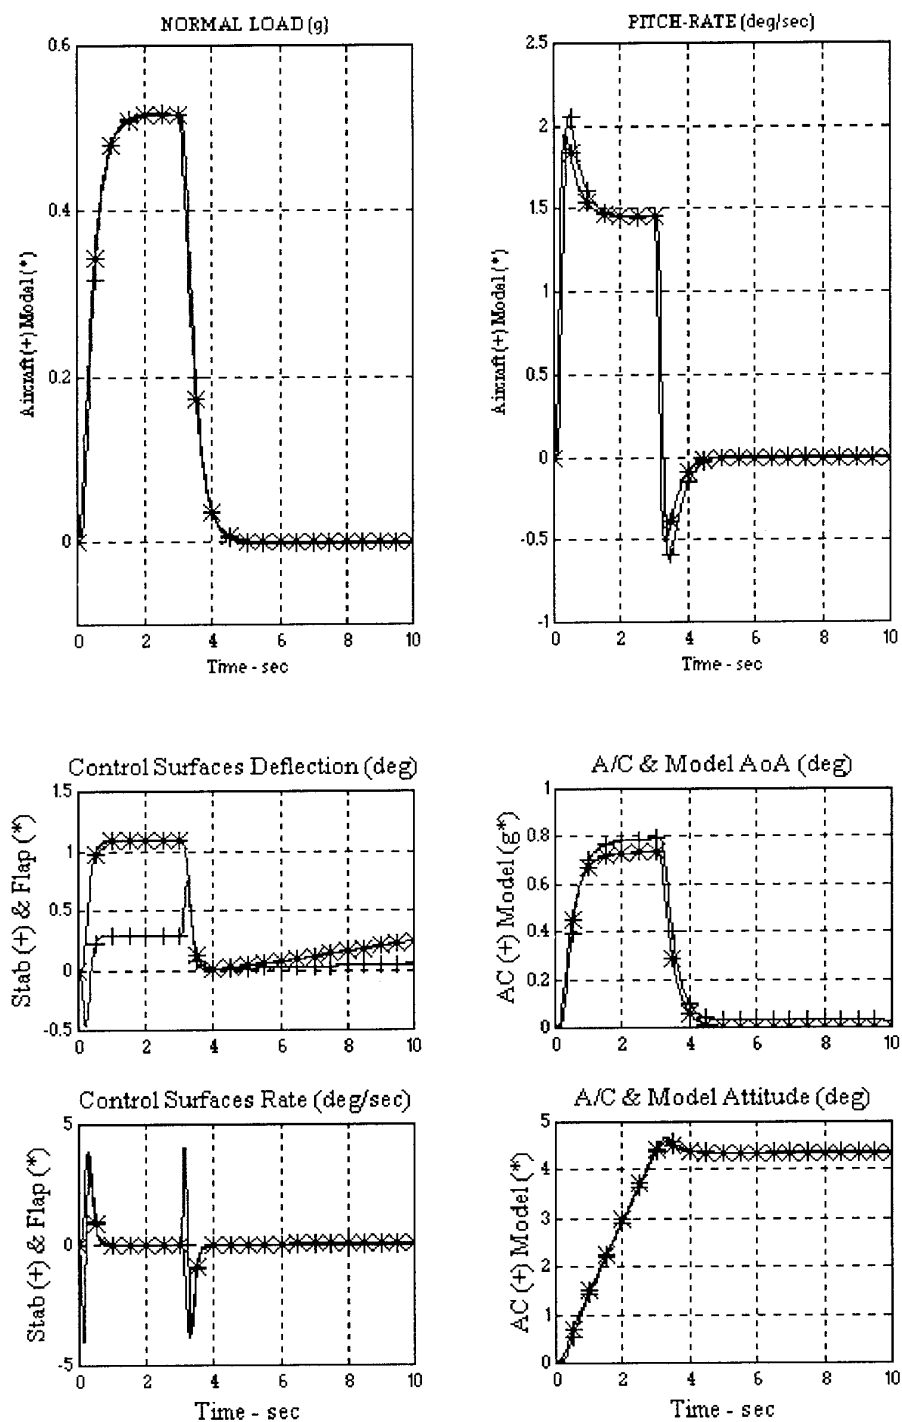 NORMAL LOAD (g)
0.6
0.4
0.2
0
Aircraft(+) Model (*)
0 2 4 6 8 10
Time - sec
PITCH-RATE (deg/sec)
2.5
2
1.5
1
0.5
0
-0.5
-1
Aircraft(+) Model (*)
0 2 4 6 8 10
Time - sec
Control Surfaces Deflection (deg)
1.5
1
0.5
0
-0.5
Stab (+) & Flap (*)
0 2 4 6 8 10
A/C & Model AoA (deg)
1
0.8
0.6
0.4
0.2
0
AC (+) Model (g*)
0 2 4 6 8 10
Control Surfaces Rate (deg/sec)
5
0
-5
Stab (+) & Flap (*)
0 2 4 6 8 10
Time - sec
A/C & Model Attitude (deg)
5
4
3
2
1
0
AC (+) Model (*)
0 2 4 6 8 10
Time - sec